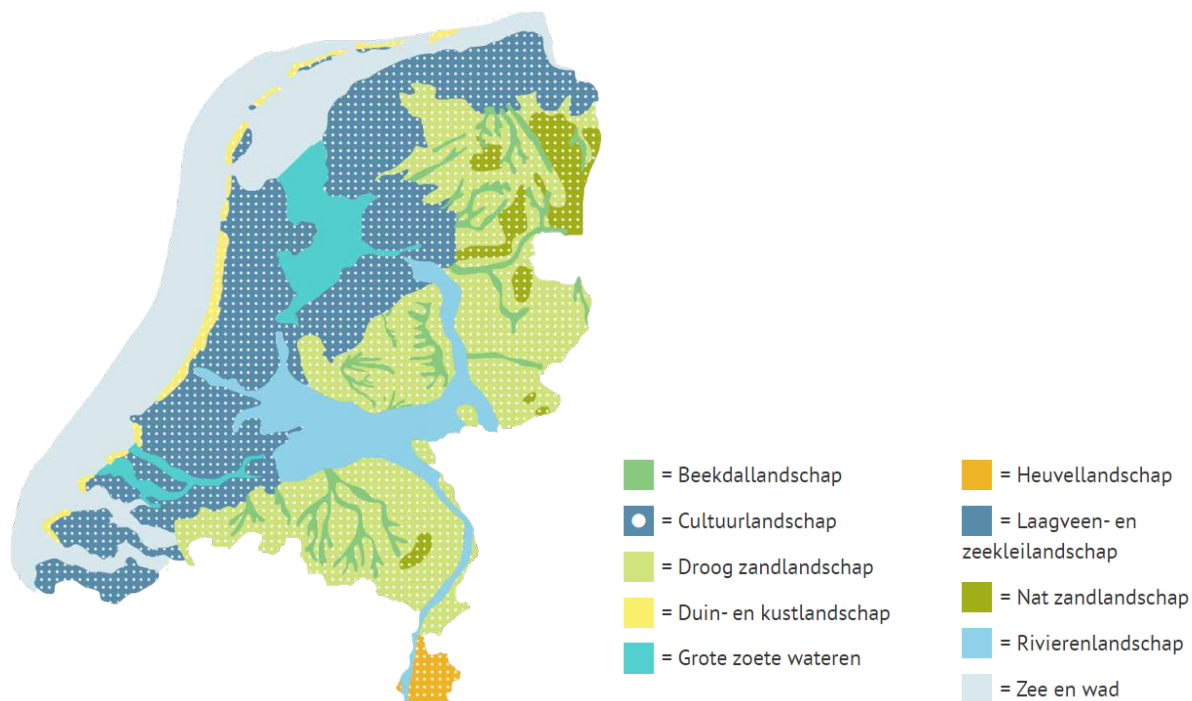 = Beekdallandschap
= Cultuurlandschap
= Droog zandlandschap
= Duin- en kustlandschap
= Grote zoete wateren
= Heuvellandschap
= Laagveen- en
zeekleilandschap
= Nat zandlandschap
= Rivierenlandschap
= Zee en wad